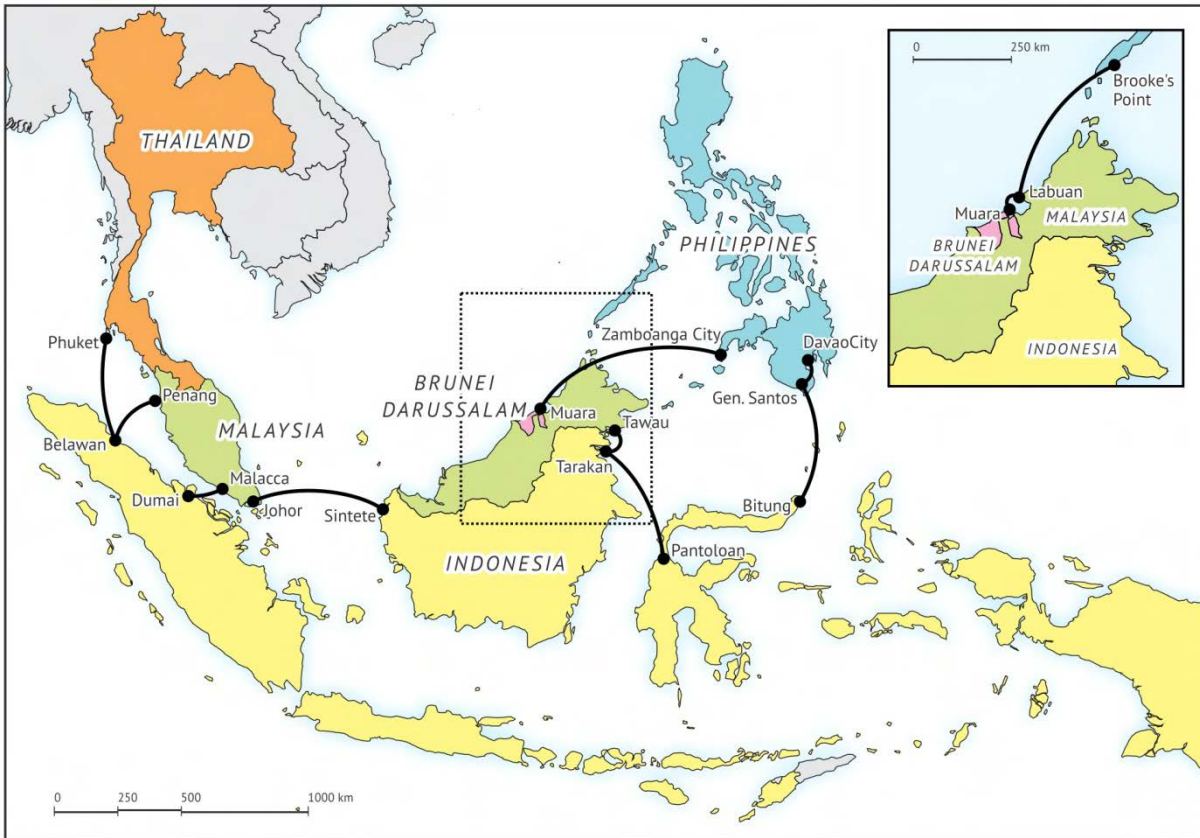 THAILAND
PHILIPPINES
Phuket
Penang
Belawan
MALAYSIA
Malacca
Dumai
Johor
Sintete
BRUNEI
DARUSSALAM
Muara
Tawau
Tarakan
Zamboanga City
DavaoCity
Gen. Santos
Bitung
Pantoloan
INDONESIA
0 250 500 1000 km
0 250 km
Brooke's
Point
Labuan
Muara
MALAYSIA
BRUNEI
DARUSSALAM
INDONESIA